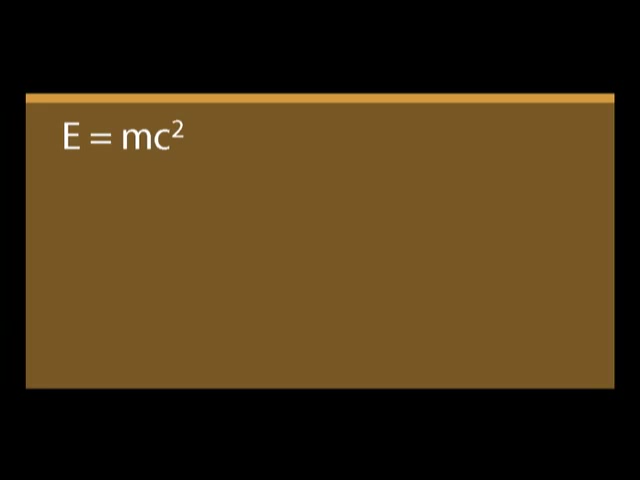 E = mc²